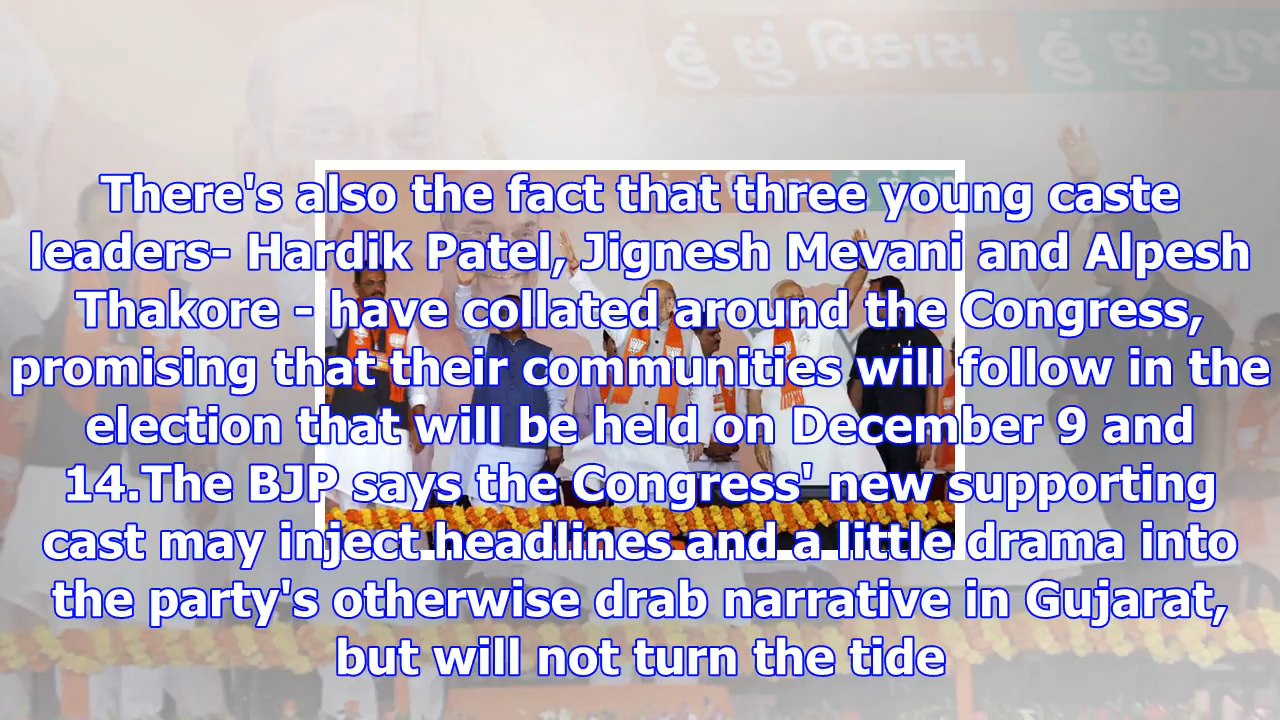 હું છું વિકાસ, હું છું ગુજ
There's also the fact that three young caste
leaders- Hardik Patel, Jignesh Mevani and Alpesh
Thakore - have collated around the Congress,
promising that their communities will follow in the
election that will be held on December 9 and
14.The BJP says the Congress' new supporting
cast may inject headlines and a little drama into
the party's otherwise drab narrative in Gujarat,
but will not turn the tide